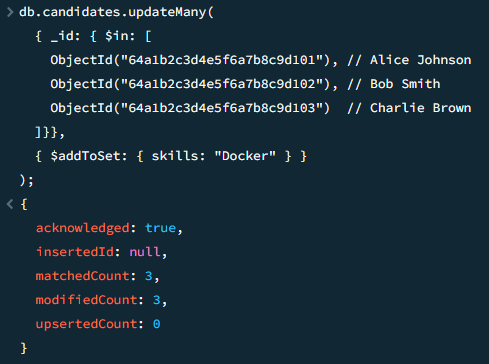 > db.candidates.updateMany(
{ _id: { $in: [
ObjectId("64a1b2c3d4e5f6a7b8c9d101"), // Alice Johnson
ObjectId("64a1b2c3d4e5f6a7b8c9d102"), // Bob Smith
ObjectId("64a1b2c3d4e5f6a7b8c9d103")  // Charlie Brown
]}},
{ $addToSet: { skills: "Docker" } }
);
< {
acknowledged: true,
insertedId: null,
matchedCount: 3,
modifiedCount: 3,
upsertedCount: 0
}